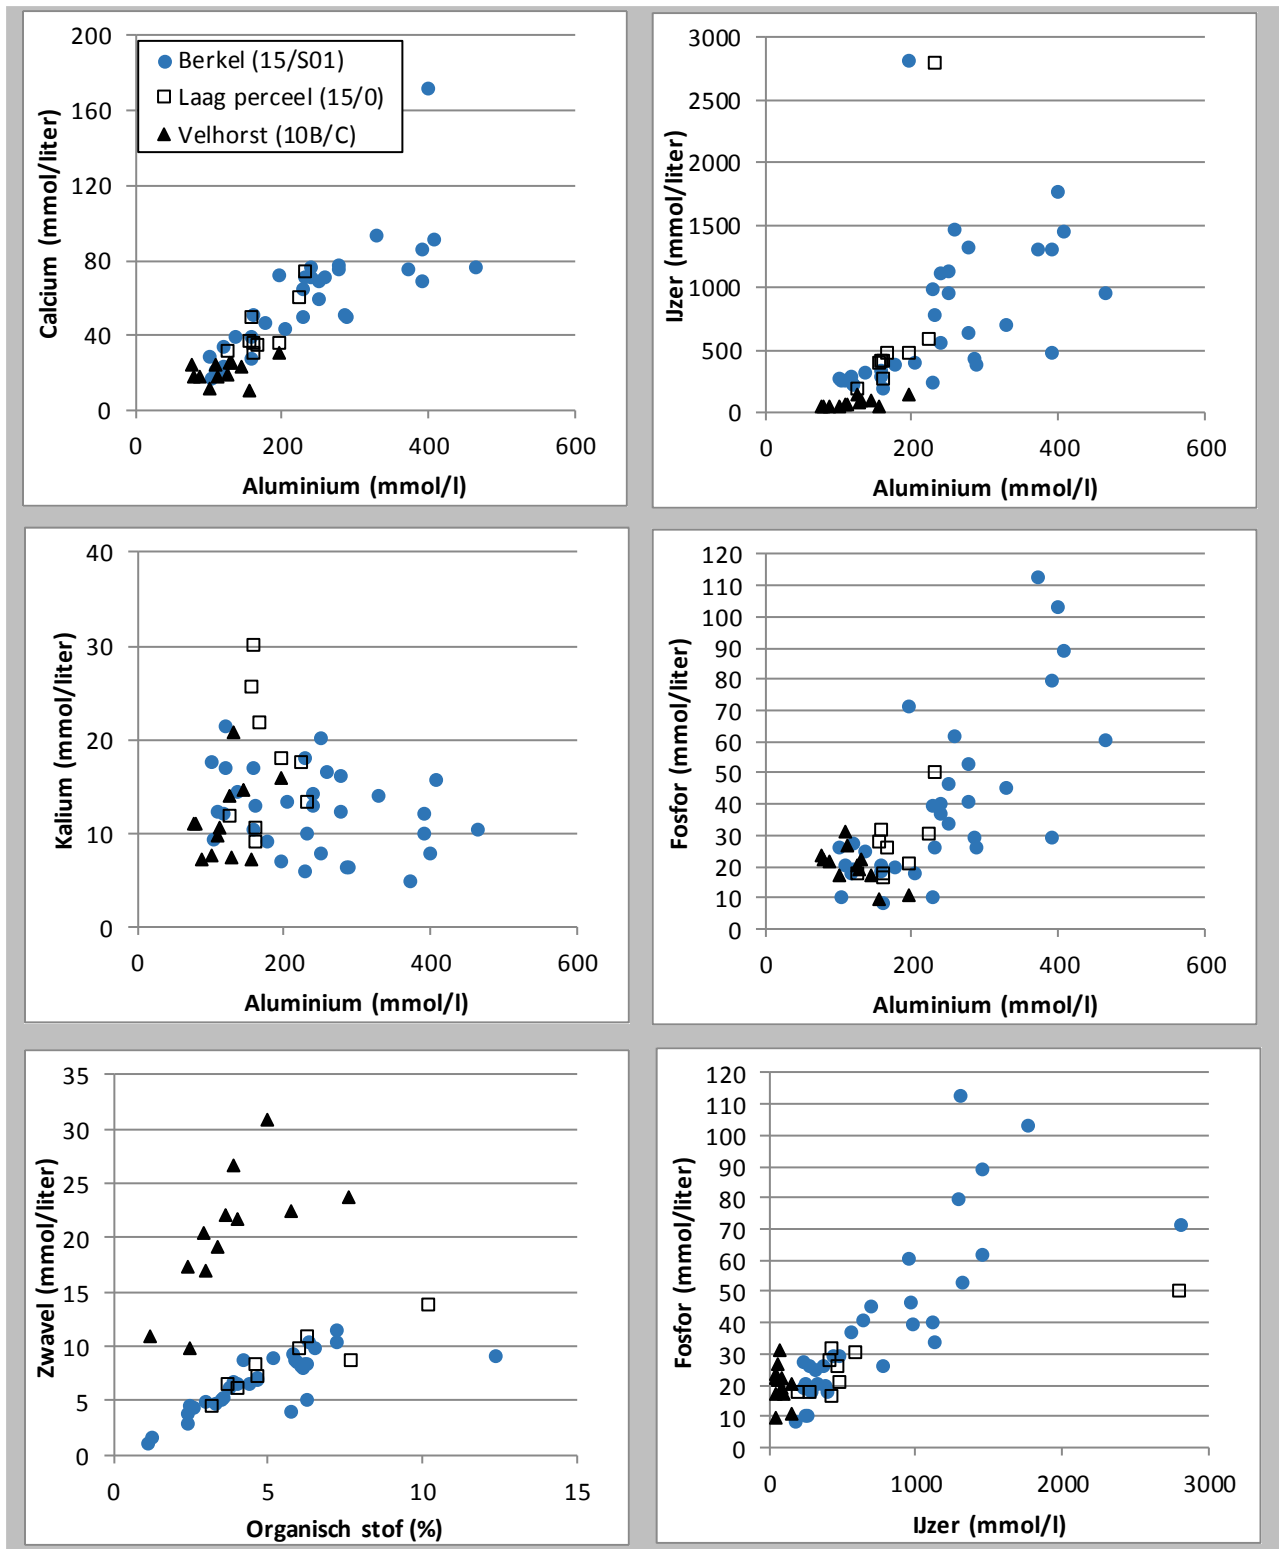 200
160
120
80
40
0
Calcium (mmol/liter)
Berkel (15/S01)
Laag perceel (15/0)
Velhorst (10B/C)
0 200 400 600
Aluminium (mmol/l)
3000
2500
2000
1500
1000
500
0
IJzer (mmol/liter)
0 200 400 600
Aluminium (mmol/l)
40
30
20
10
0
Kalium (mmol/liter)
0 200 400 600
Aluminium (mmol/l)
120
110
100
90
80
70
60
50
40
30
20
10
0
Fosfor (mmol/liter)
0 200 400 600
Aluminium (mmol/l)
35
30
25
20
15
10
5
0
Zwavel (mmol/liter)
0 5 10 15
Organisch stof (%)
120
110
100
90
80
70
60
50
40
30
20
10
0
Fosfor (mmol/liter)
0 1000 2000 3000
IJzer (mmol/l)